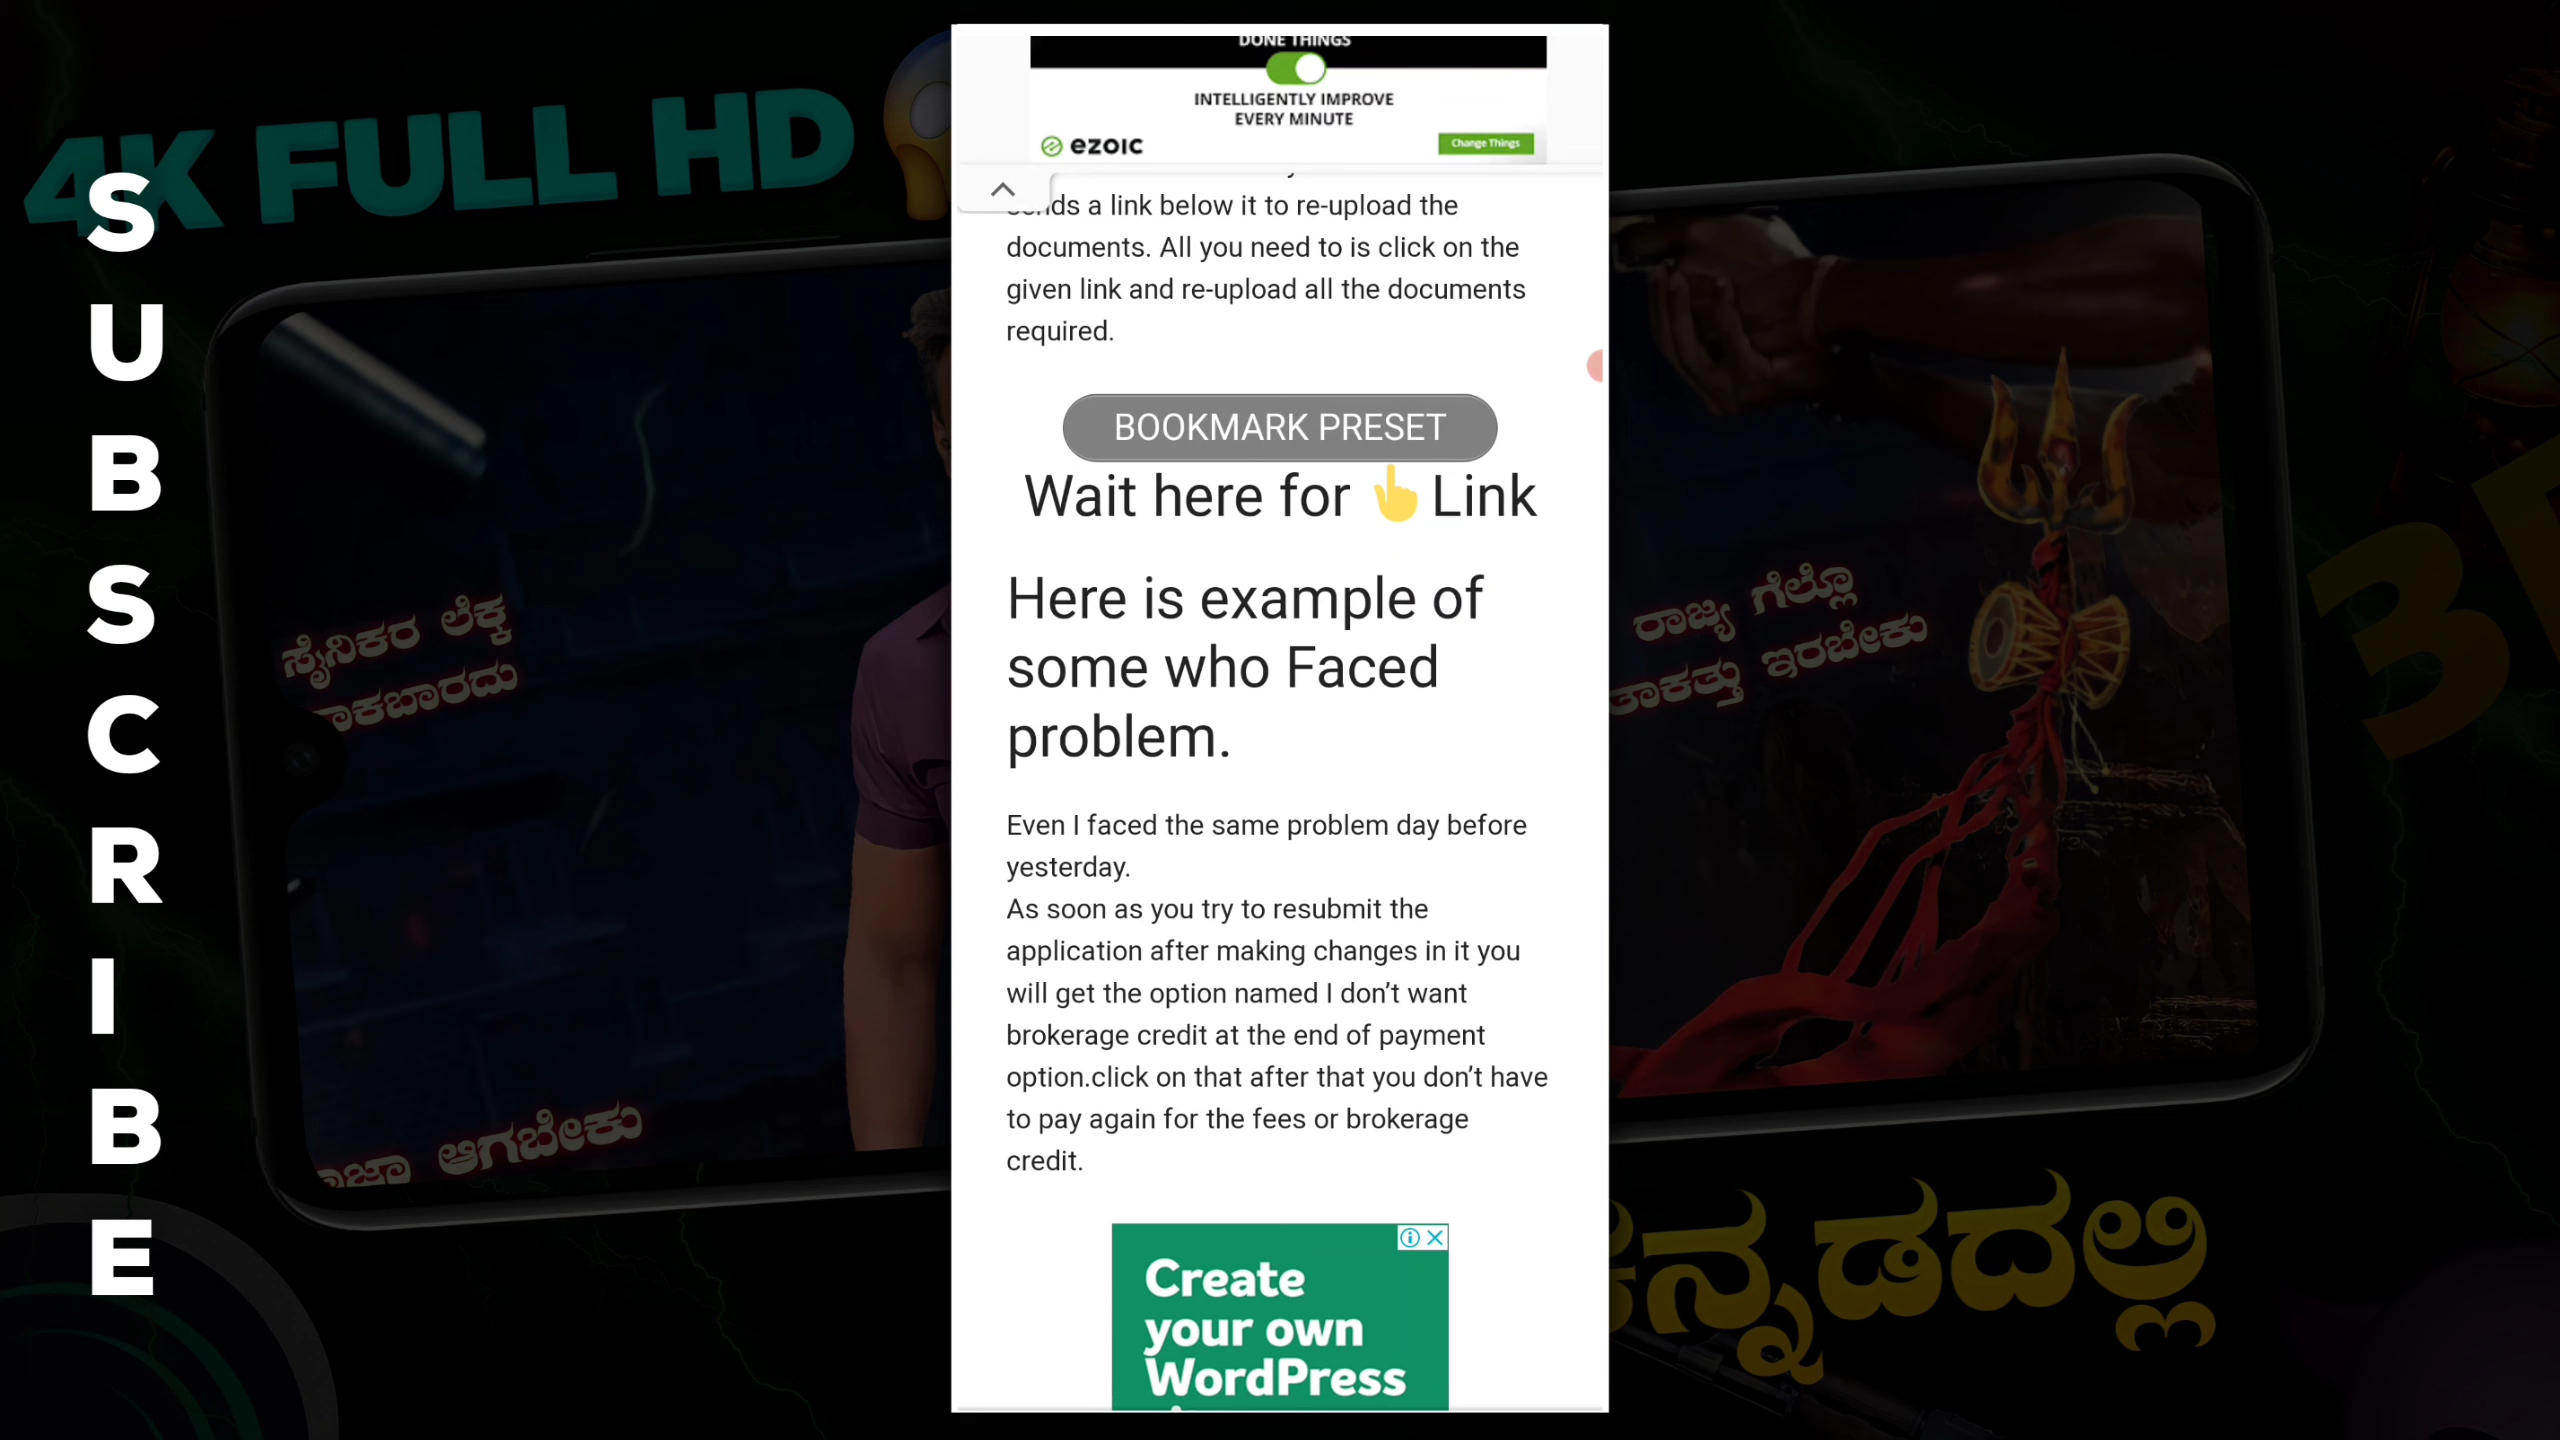 4K FULL HD
SUBSCRIBE
DONE THINGS
INTELLIGENTLY IMPROVE
EVERY MINUTE
ezoic
Change Things
a link below it to re-upload the
documents. All you need to is click on the
given link and re-upload all the documents
required.
BOOKMARK PRESET
Wait here for 👆 Link
Here is example of
some who Faced
problem.
Even I faced the same problem day before
yesterday.
As soon as you try to resubmit the
application after making changes in it you
will get the option named I don’t want
brokerage credit at the end of payment
option.click on that after that you don’t have
to pay again for the fees or brokerage
credit.
Create
your own
WordPress
ಸೈನಿಕರ ಲೆಕ್ಕ
ಆಗಬೇಕು
ರಾಜ್ಯ ಗೆಲ್ಲೊ
ತಾಕತ್ತು ಇರಬೇಕು
ಕನ್ನಡದಲ್ಲಿ